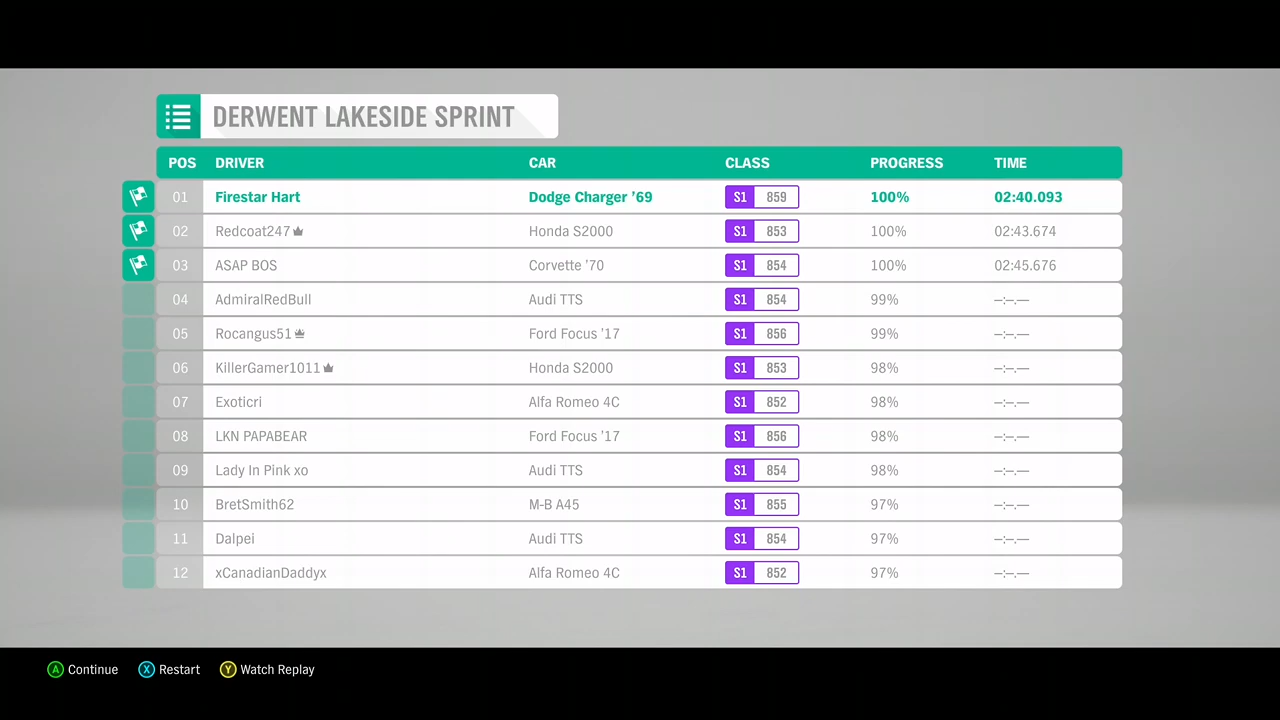 DERWENT LAKESIDE SPRINT
POS DRIVER CAR CLASS PROGRESS TIME
01 Firestar Hart Dodge Charger ’69 S1 859 100% 02:40.093
02 Redcoat247 Honda S2000 S1 853 100% 02:43.674
03 ASAP BOS Corvette ’70 S1 854 100% 02:45.676
04 AdmiralRedBull Audi TTS S1 854 99% –:–.––
05 Rocangus51 Ford Focus ’17 S1 856 99% –:–.––
06 KillerGamer1011 Honda S2000 S1 853 98% –:–.––
07 Exoticri Alfa Romeo 4C S1 852 98% –:–.––
08 LKN PAPABEAR Ford Focus ’17 S1 856 98% –:–.––
09 Lady In Pink xo Audi TTS S1 854 98% –:–.––
10 BretSmith62 M-B A45 S1 855 97% –:–.––
11 Dalpei Audi TTS S1 854 97% –:–.––
12 xCanadianDaddyx Alfa Romeo 4C S1 852 97% –:–.––
A Continue X Restart Y Watch Replay